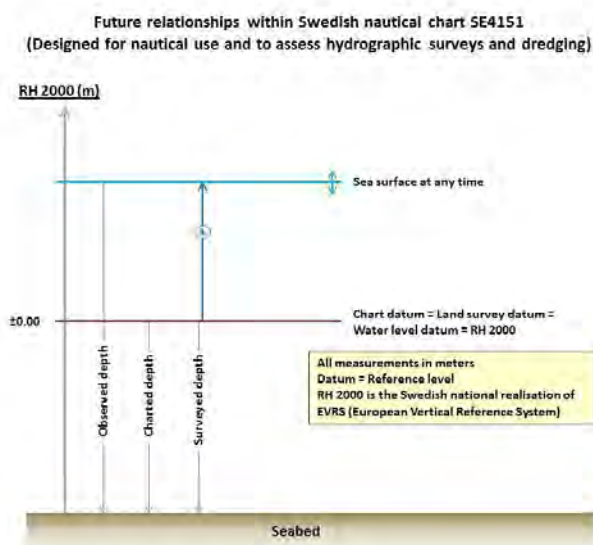 Future relationships within Swedish nautical chart SE4151
(Designed for nautical use and to assess hydrographic surveys and dredging)
RH 2000 (m)
Sea surface at any time
±0.00
Chart datum = Land survey datum =
Water level datum = RH 2000
Observed depth
Charted depth
Surveyed depth
All measurements in meters
Datum = Reference level
RH 2000 is the Swedish national realisation of
EVRS (European Vertical Reference System)
Seabed